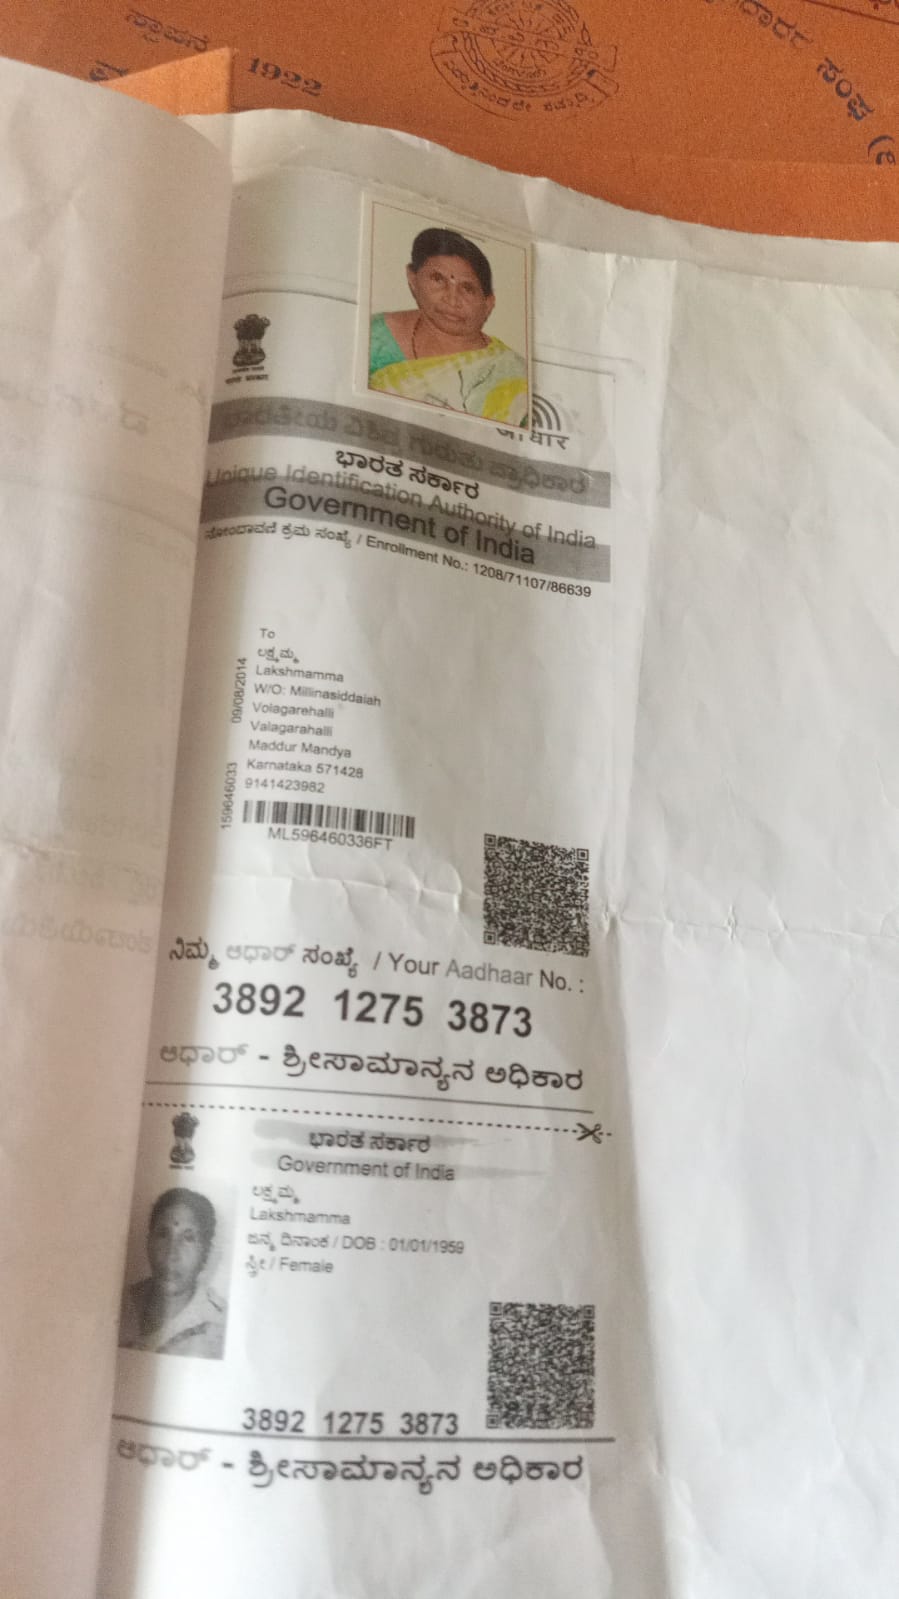 ಸ್ಥಾಪನೆ 1922
ಸಂಘ
ಭಾರತೀಯ ವಿಶಿಷ್ಟ ಗುರುತು ಪ್ರಾಧಿಕಾರ
ಭಾರತ ಸರ್ಕಾರ
Unique Identification Authority of India
Government of India
ನೋಂದಾವಣೆ ಕ್ರಮ ಸಂಖ್ಯೆ / Enrollment No.: 1208/71107/86639
To
ಲಕ್ಷ್ಮಮ್ಮ
Lakshmamma
W/O: Millinasiddaiah
Volagarehalli
Valagarahalli
Maddur Mandya
Karnataka 571428
9141423982
09/08/2014
159646033
ML596460336FT
ನಿಮ್ಮ ಆಧಾರ್ ಸಂಖ್ಯೆ / Your Aadhaar No. :
3892 1275 3873
ಆಧಾರ್ - ಶ್ರೀಸಾಮಾನ್ಯನ ಅಧಿಕಾರ
ಭಾರತ ಸರ್ಕಾರ
Government of India
ಲಕ್ಷ್ಮಮ್ಮ
Lakshmamma
ಜನ್ಮ ದಿನಾಂಕ / DOB : 01/01/1959
ಸ್ತ್ರೀ / Female
3892 1275 3873
ಆಧಾರ್ - ಶ್ರೀಸಾಮಾನ್ಯನ ಅಧಿಕಾರ